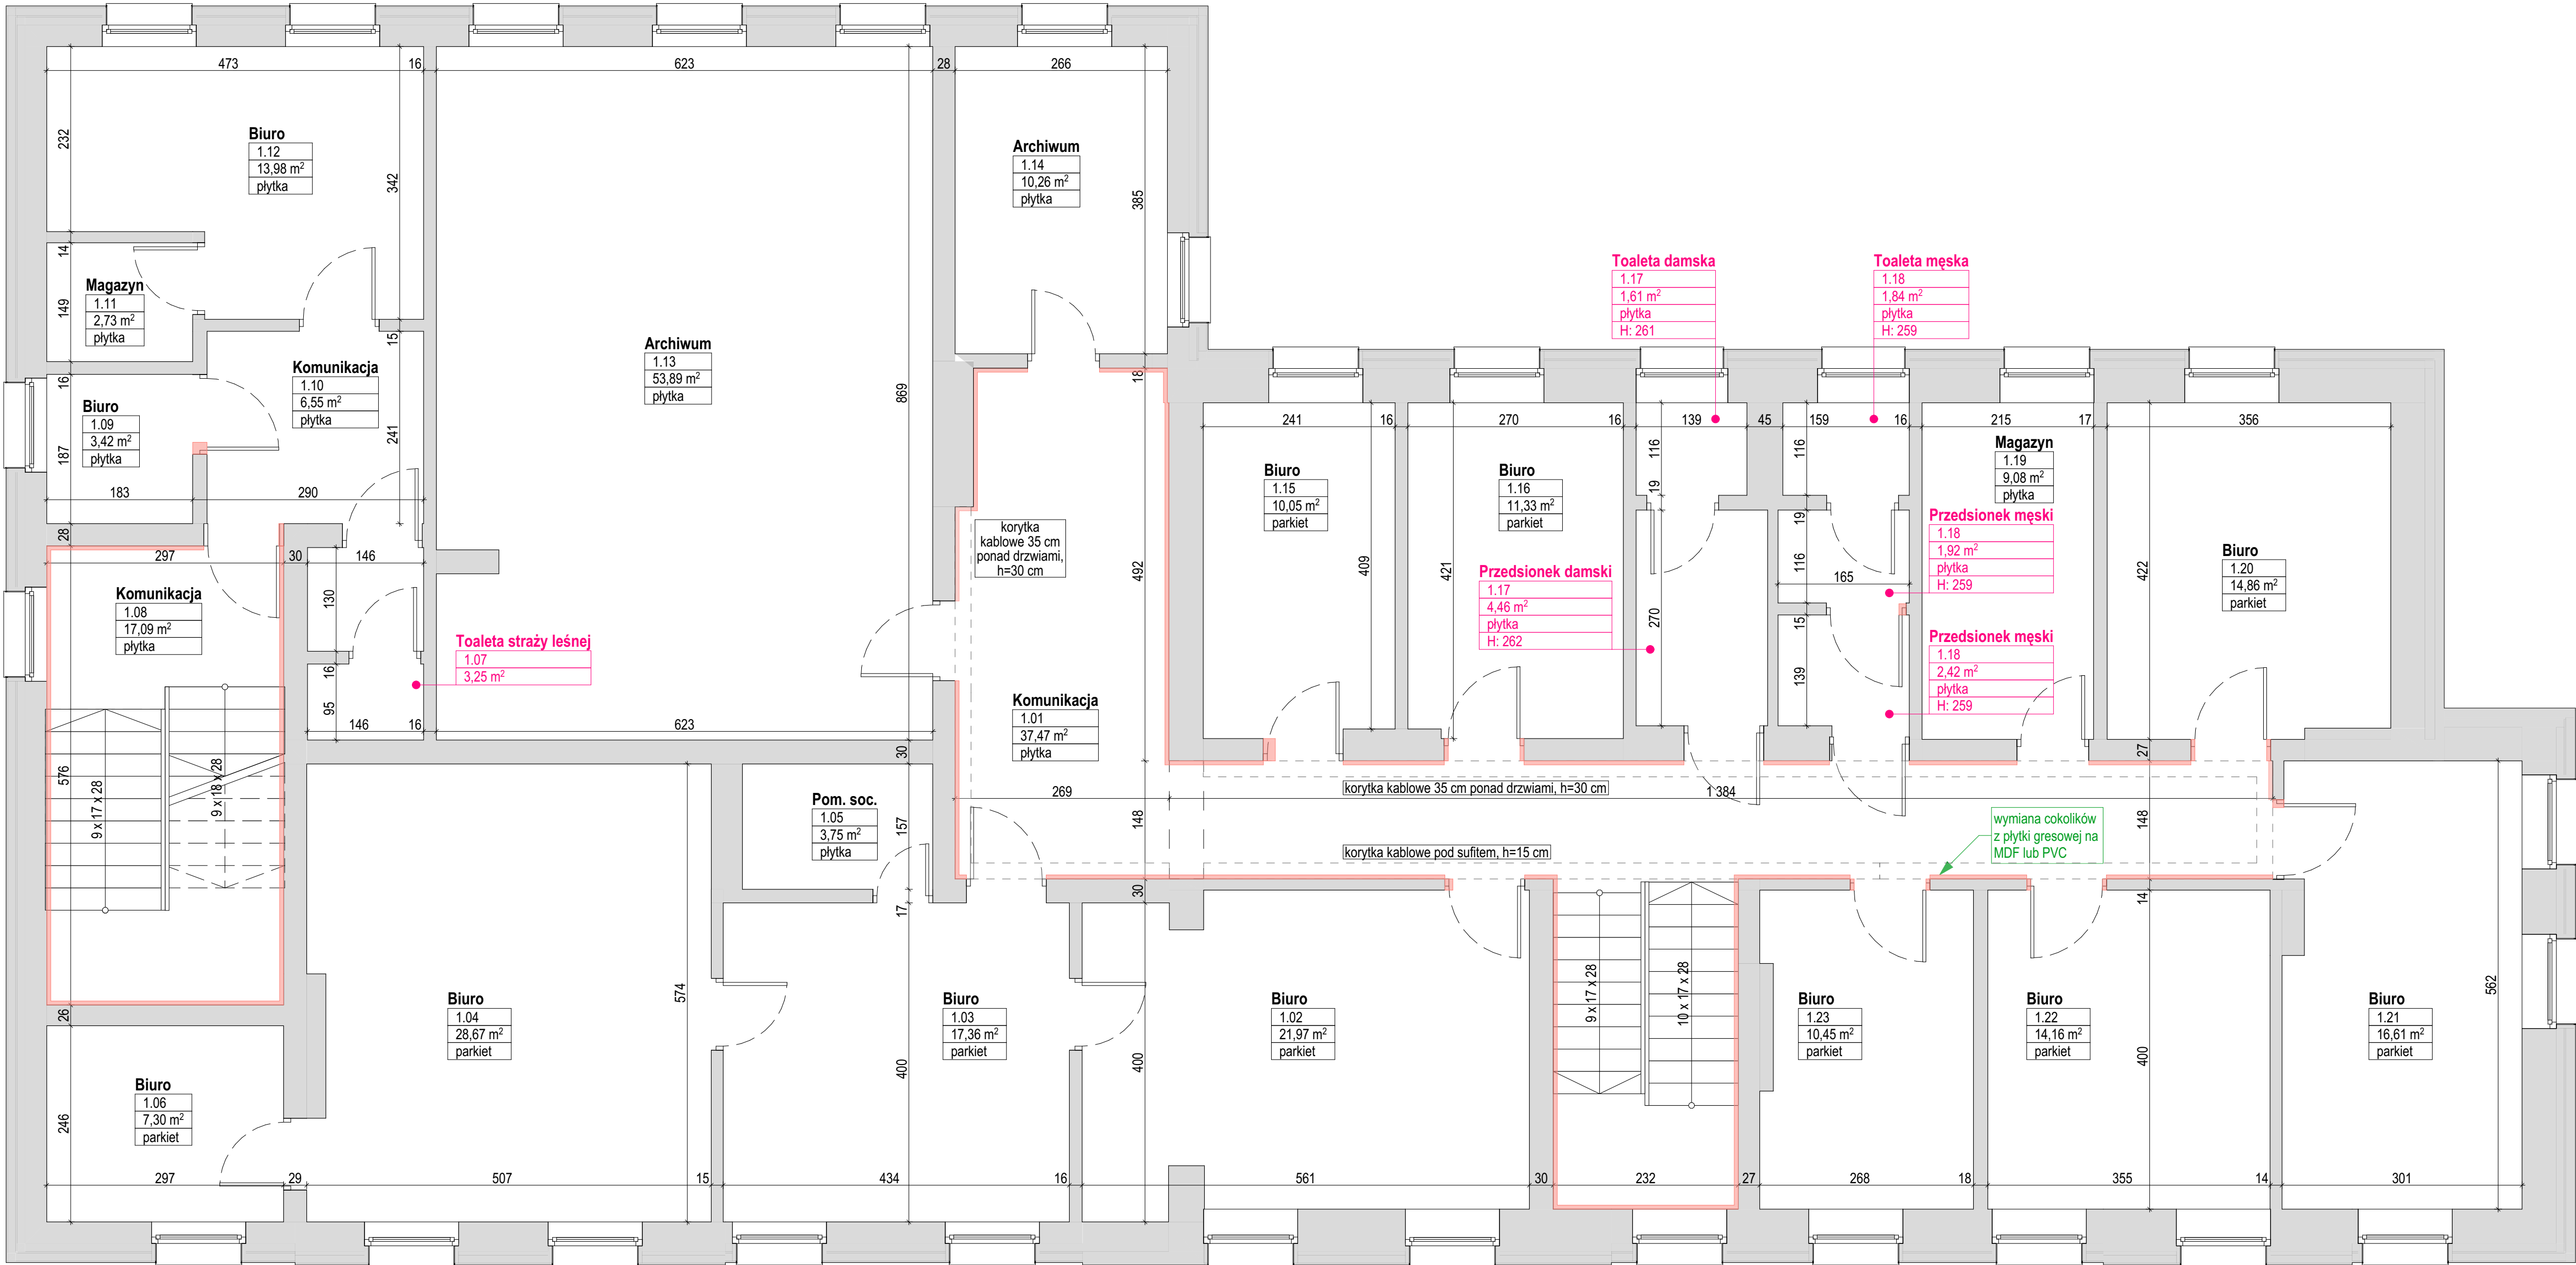 473
16
623
28
266
232
Biuro
1.12
13,98 m²
płytka
342
14
149
Magazyn
1.11
2,73 m²
płytka
15
Archiwum
1.14
10,26 m²
płytka
385
18
Archiwum
1.13
53,89 m²
płytka
869
Komunikacja
1.10
6,55 m²
płytka
241
16
Biuro
1.09
3,42 m²
płytka
187
183
290
28
297
30
146
Komunikacja
1.08
17,09 m²
płytka
130
16
95
146
16
623
Toaleta straży leśnej
1.07
3,25 m²
576
9 x 17 x 28
9 x 18 x 28
26
korytka
kablowe 35 cm
ponad drzwiami,
h=30 cm
492
Komunikacja
1.01
37,47 m²
płytka
30
269
148
Toaleta damska
1.17
1,61 m²
płytka
H: 261
Toaleta męska
1.18
1,84 m²
płytka
H: 259
241
16
270
16
139
45
159
16
215
17
356
116
19
116
19
Biuro
1.15
10,05 m²
parkiet
409
Biuro
1.16
11,33 m²
parkiet
421
Magazyn
1.19
9,08 m²
płytka
Przedsionek męski
1.18
1,92 m²
płytka
H: 259
116
165
15
139
Przedsionek damski
1.17
4,46 m²
płytka
H: 262
270
Przedsionek męski
1.18
2,42 m²
płytka
H: 259
422
Biuro
1.20
14,86 m²
parkiet
27
korytka kablowe 35 cm ponad drzwiami, h=30 cm
1 384
korytka kablowe pod sufitem, h=15 cm
wymiana cokolików
z płytki gresowej na
MDF lub PVC
148
14
Pom. soc.
1.05
3,75 m²
płytka
157
17
30
Biuro
1.04
28,67 m²
parkiet
574
Biuro
1.03
17,36 m²
parkiet
400
400
Biuro
1.02
21,97 m²
parkiet
9 x 17 x 28
10 x 17 x 28
Biuro
1.23
10,45 m²
parkiet
Biuro
1.22
14,16 m²
parkiet
400
Biuro
1.21
16,61 m²
parkiet
562
Biuro
1.06
7,30 m²
parkiet
246
297
29
507
15
434
16
561
30
232
27
268
18
355
14
301